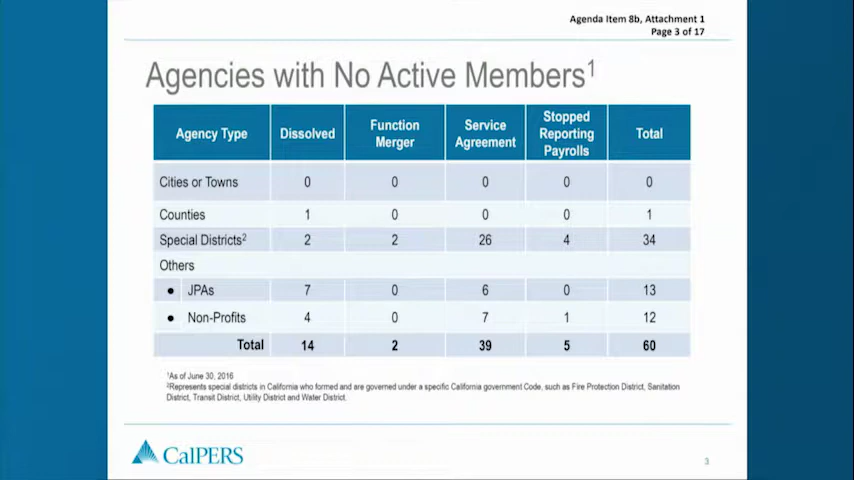 Agenda Item 8b, Attachment 1
Page 3 of 17
Agencies with No Active Members1
Agency Type Dissolved Function Merger Service Agreement Stopped Reporting Payrolls Total
Cities or Towns 0 0 0 0 0
Counties 1 0 0 0 1
Special Districts2 2 2 26 4 34
Others
● JPAs 7 0 6 0 13
● Non-Profits 4 0 7 1 12
Total 14 2 39 5 60
1As of June 30, 2016
2Represents special districts in California who formed and are governed under a specific California government Code, such as Fire Protection District, Sanitation
District, Transit District, Utility District and Water District.
CalPERS
3